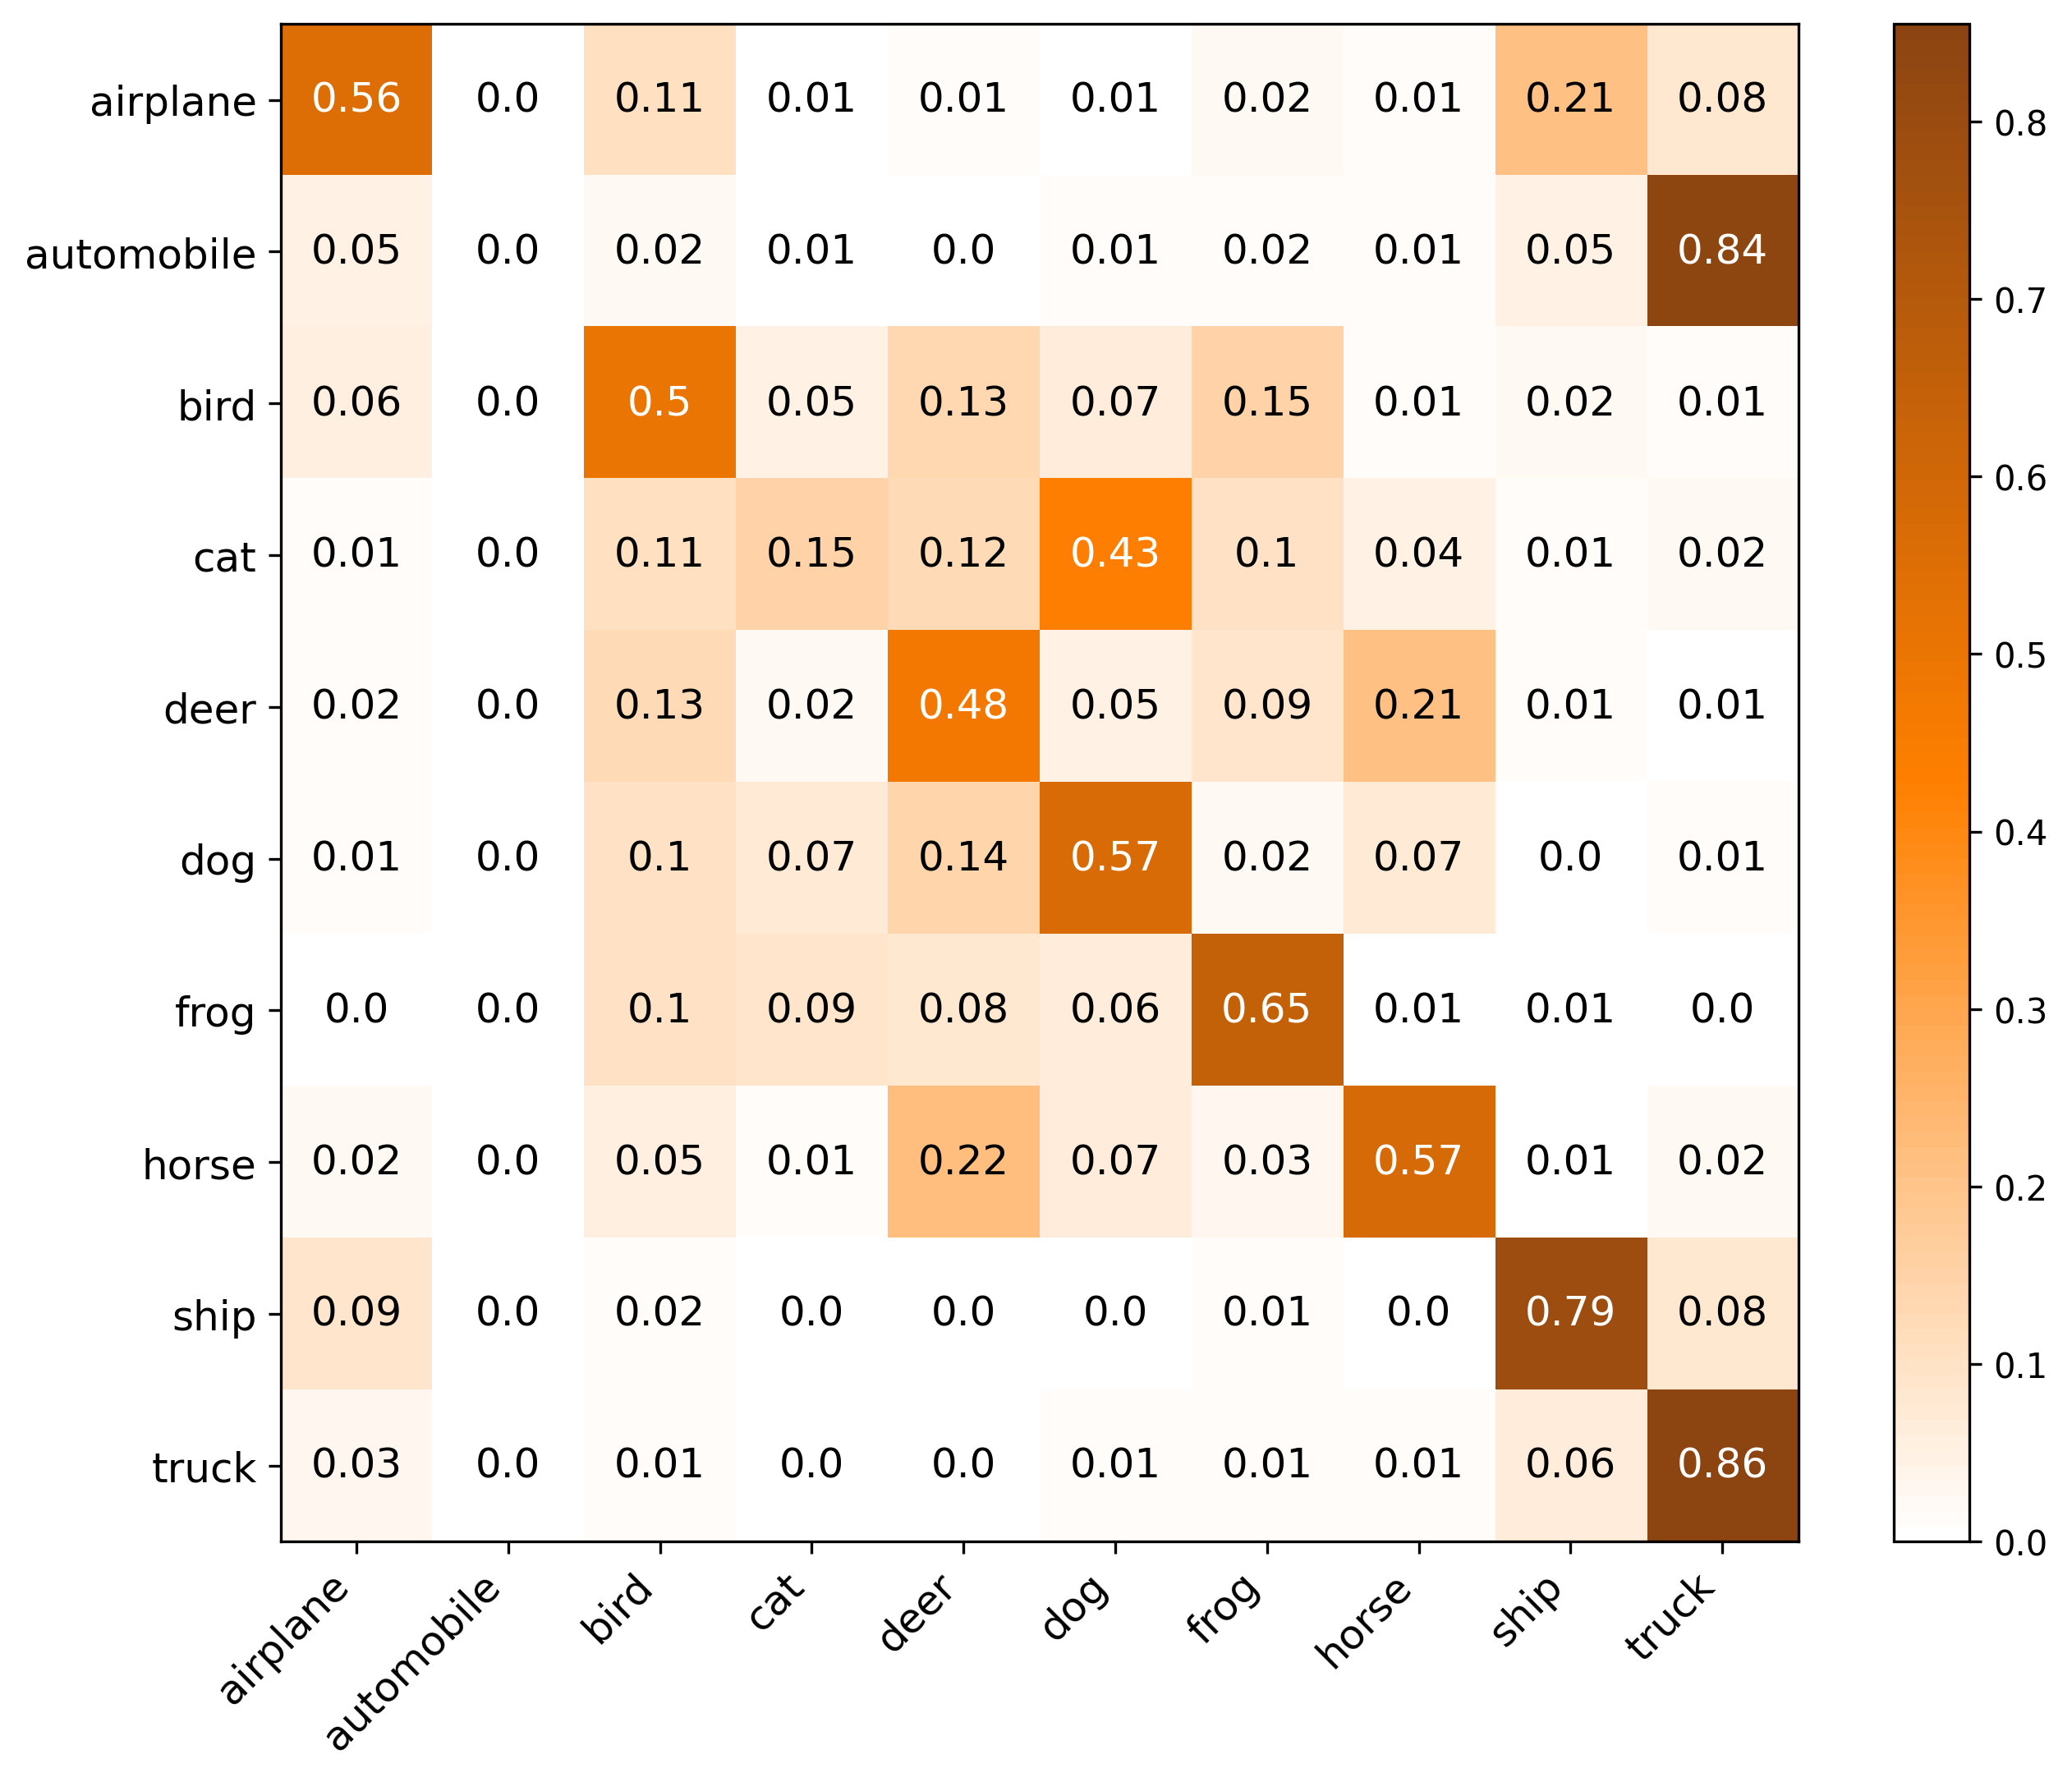 airplane 0.56 0.0 0.11 0.01 0.01 0.01 0.02 0.01 0.21 0.08
automobile 0.05 0.0 0.02 0.01 0.0 0.01 0.02 0.01 0.05 0.84
bird 0.06 0.0 0.5 0.05 0.13 0.07 0.15 0.01 0.02 0.01
cat 0.01 0.0 0.11 0.15 0.12 0.43 0.1 0.04 0.01 0.02
deer 0.02 0.0 0.13 0.02 0.48 0.05 0.09 0.21 0.01 0.01
dog 0.01 0.0 0.1 0.07 0.14 0.57 0.02 0.07 0.0 0.01
frog 0.0 0.0 0.1 0.09 0.08 0.06 0.65 0.01 0.01 0.0
horse 0.02 0.0 0.05 0.01 0.22 0.07 0.03 0.57 0.01 0.02
ship 0.09 0.0 0.02 0.0 0.0 0.0 0.01 0.0 0.79 0.08
truck 0.03 0.0 0.01 0.0 0.0 0.01 0.01 0.01 0.06 0.86
airplane automobile bird cat deer dog frog horse ship truck
0.8
0.7
0.6
0.5
0.4
0.3
0.2
0.1
0.0